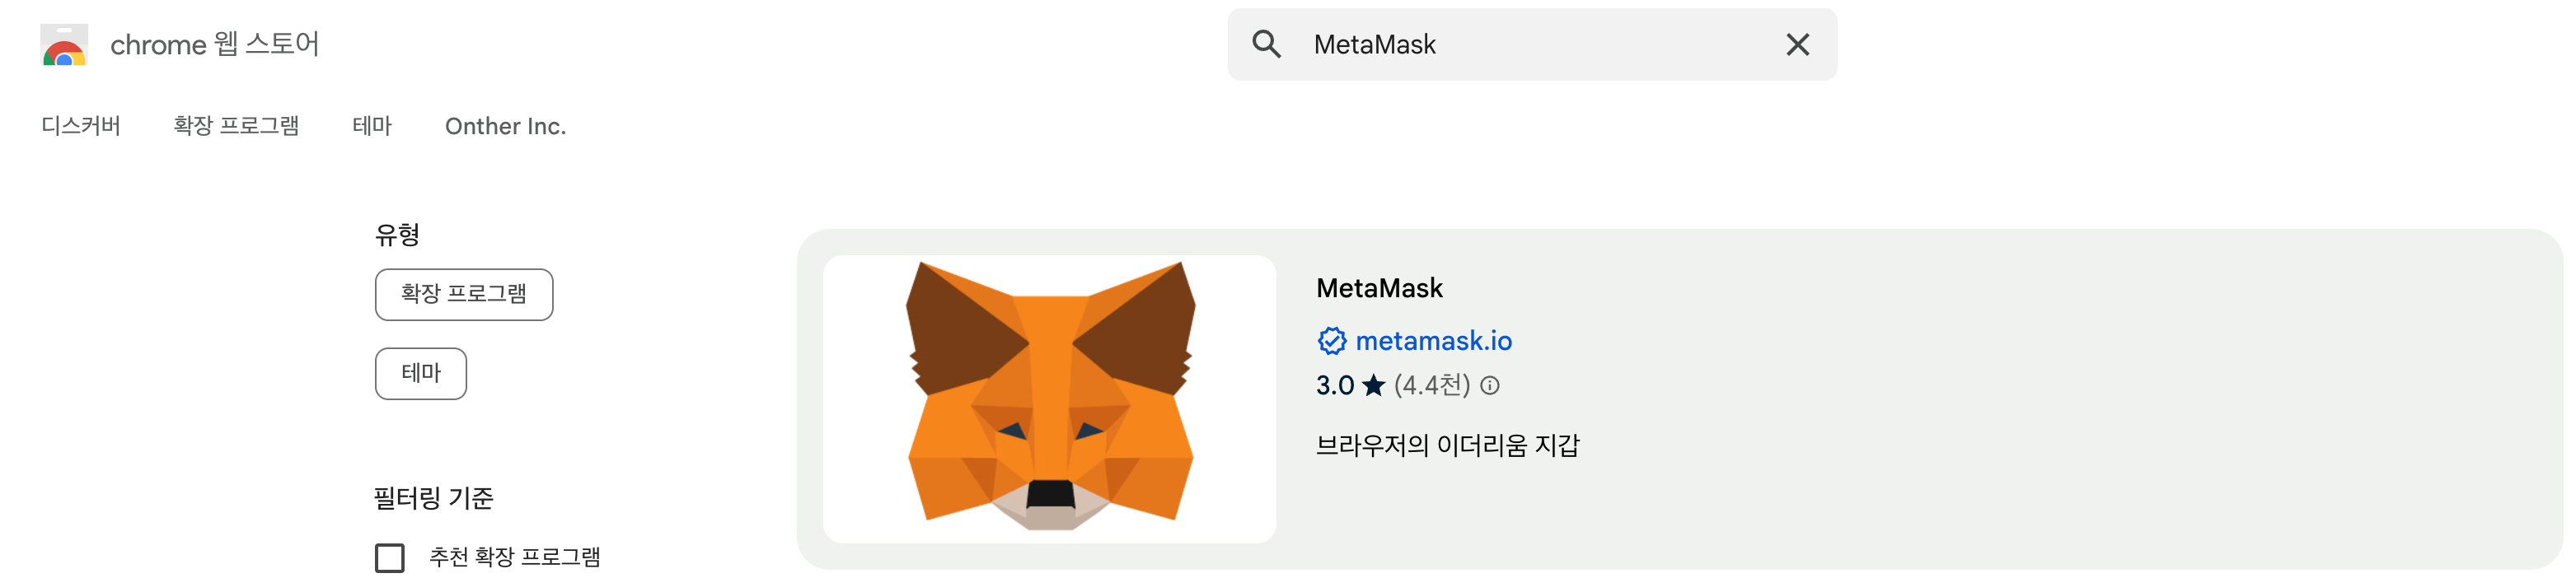 chrome 웹 스토어
MetaMask
디스커버 확장 프로그램 테마 Onther Inc.
유형
확장 프로그램
테마
필터링 기준
추천 확장 프로그램
MetaMask
metamask.io
3.0 ★ (4.4천)
브라우저의 이더리움 지갑